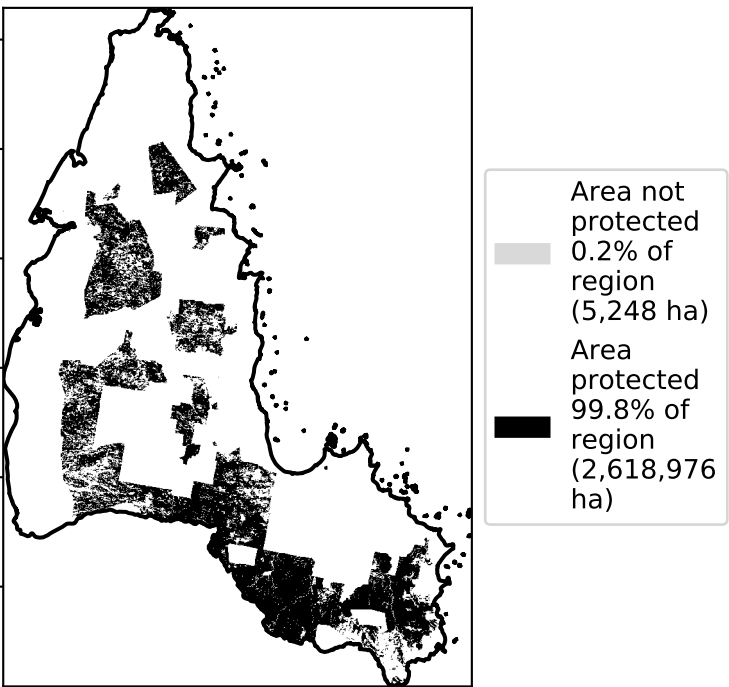 Area not
protected
0.2% of
region
(5,248 ha)
Area
protected
99.8% of
region
(2,618,976
ha)